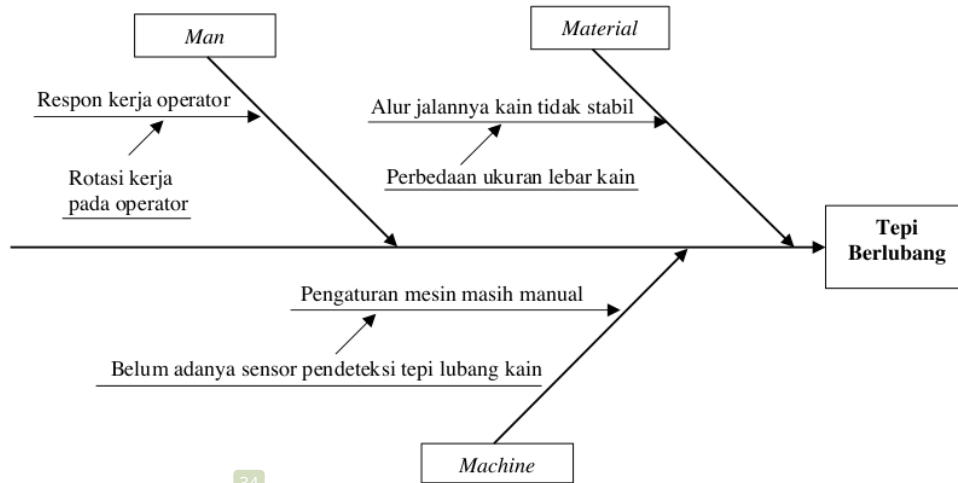 Man
Material
Respon kerja operator
Alur jalannya kain tidak stabil
Rotasi kerja
pada operator
Perbedaan ukuran lebar kain
Tepi
Berlubang
Pengaturan mesin masih manual
Belum adanya sensor pendeteksi tepi lubang kain
Machine
34